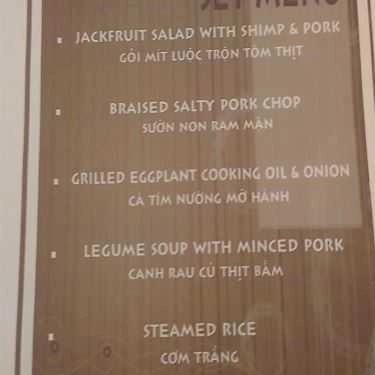 SET MENU
JACKFRUIT SALAD WITH SHIMP & PORK
GỎI MÍT LUỘC TRỘN TÔM THỊT
BRAISED SALTY PORK CHOP
SƯỜN NON RAM MẶN
GRILLED EGGPLANT COOKING OIL & ONION
CÀ TÍM NƯỚNG MỠ HÀNH
LEGUME SOUP WITH MINCED PORK
CANH RAU CỦ THỊT BẰM
STEAMED RICE
CƠM TRẮNG